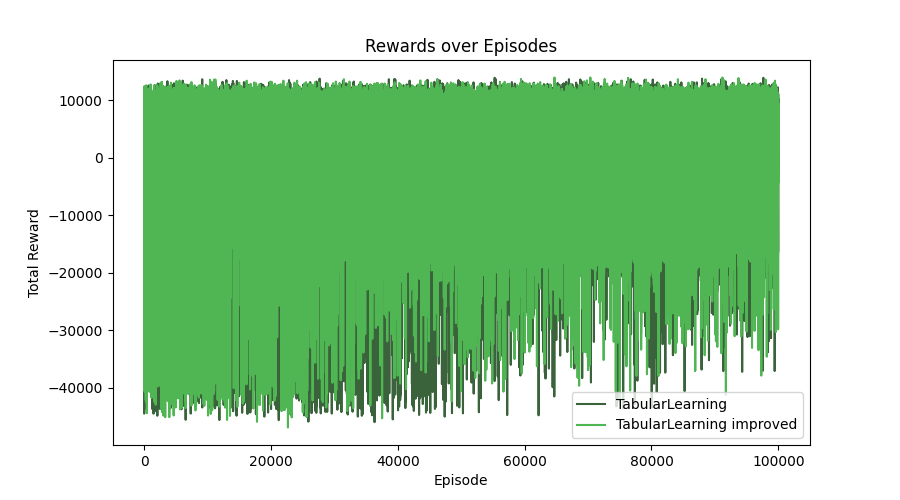 Rewards over Episodes
Total Reward
10000
0
−10000
−20000
−30000
−40000
0
20000
40000
60000
80000
100000
Episode
TabularLearning
TabularLearning improved